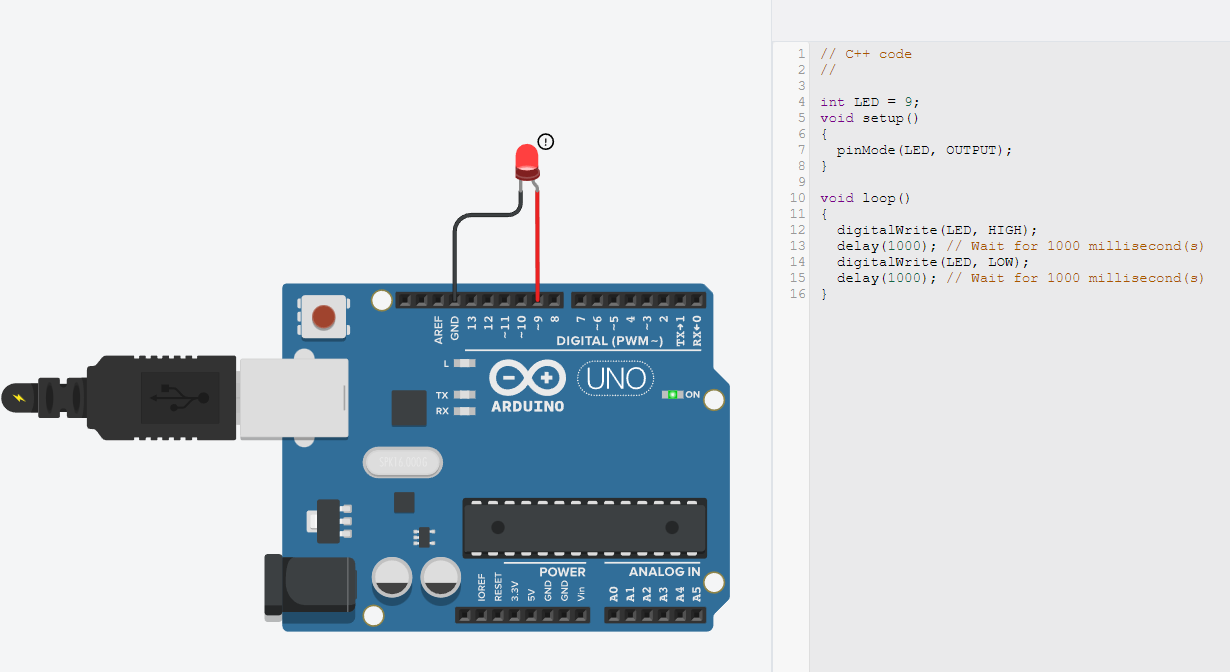 1 // C++ code
2 //
3
4 int LED = 9;
5 void setup()
6 {
7   pinMode(LED, OUTPUT);
8 }
9
10 void loop()
11 {
12   digitalWrite(LED, HIGH);
13   delay(1000); // Wait for 1000 millisecond(s)
14   digitalWrite(LED, LOW);
15   delay(1000); // Wait for 1000 millisecond(s)
16 }
!
AREF GND 13 12 ~11 ~10 ~9 8 7 ~6 ~5 4 ~3 2 TX→1 RX←0
DIGITAL (PWM~)
L
TX
RX
UNO
ON
ARDUINO
POWER
ANALOG IN
IOREF RESET 3.3V 5V GND GND Vin A0 A1 A2 A3 A4 A5